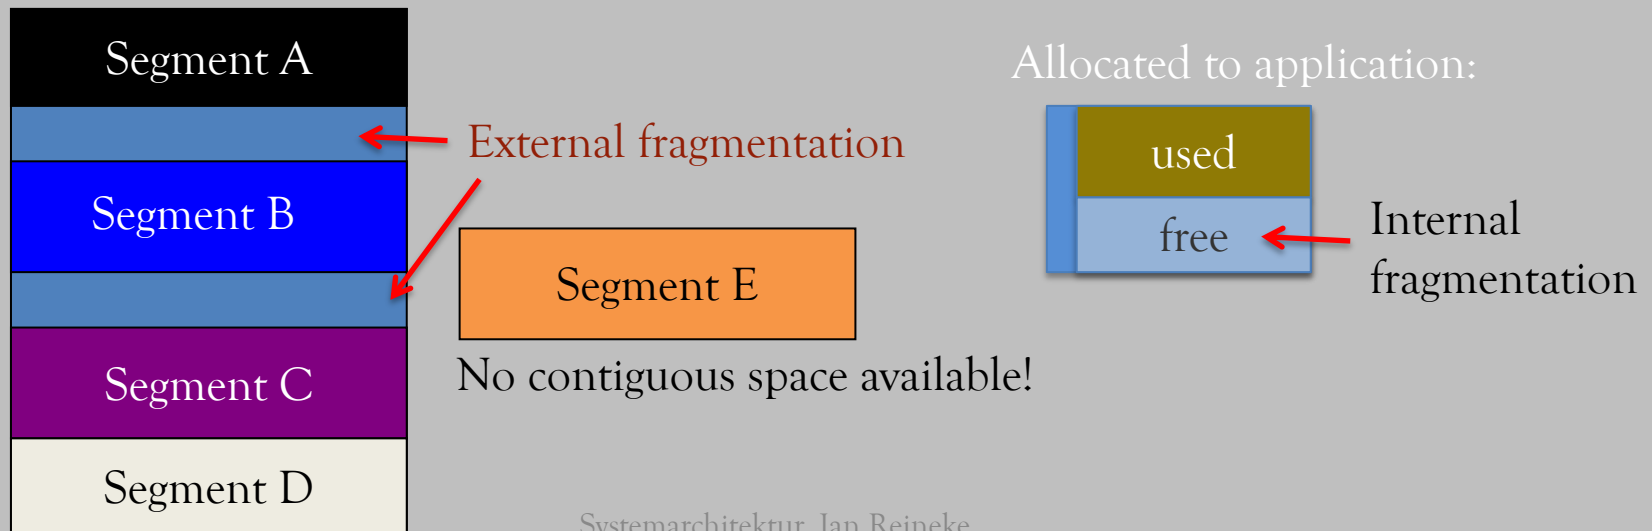 Segment A
Segment B
Segment C
Segment D
External fragmentation
Segment E
No contiguous space available!
Allocated to application:
used
free
Internal
fragmentation
Systemarchitektur, Jan Reineke